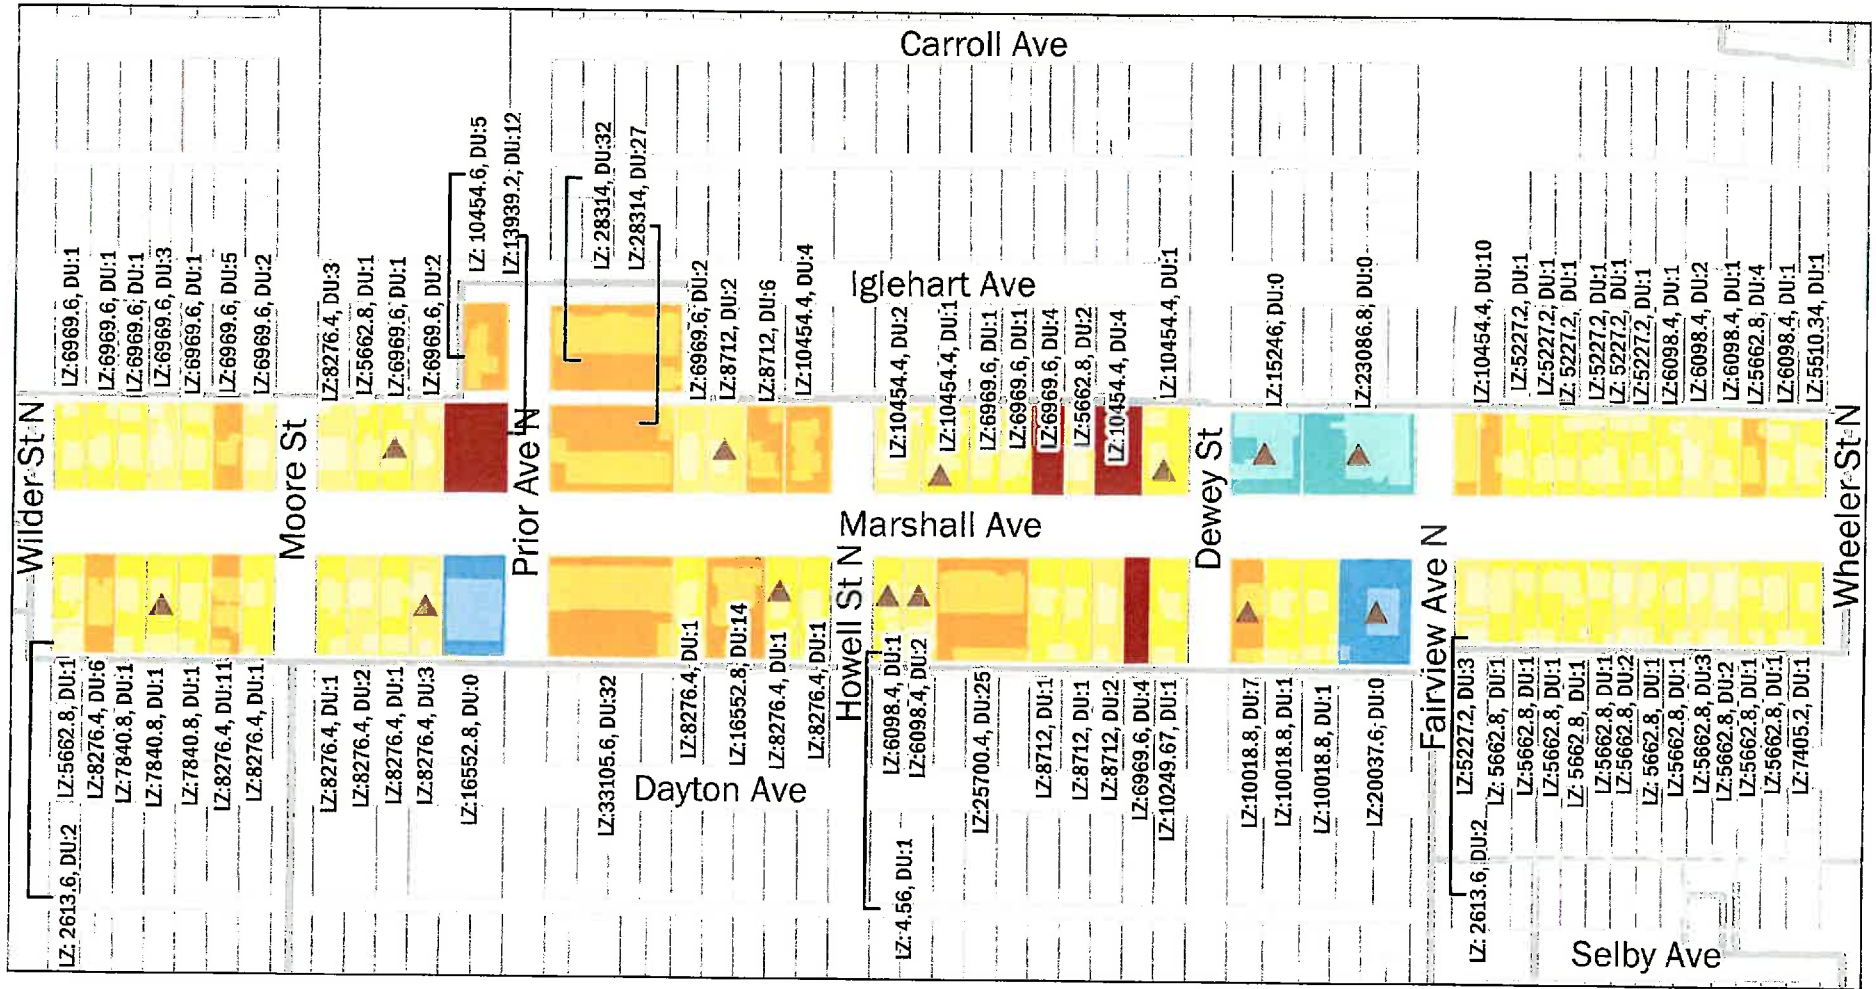 Carroll Ave
LZ:6969.6, DU:1
LZ:6969.6, DU:1
LZ:6969.6, DU:1
LZ:6969.6, DU:3
LZ:6969.6, DU:1
LZ:6969.6, DU:5
LZ:6969.6, DU:2
LZ:8276.4, DU:3
LZ:5662.8, DU:1
LZ:6969.6, DU:1
LZ:6969.6, DU:2
LZ: 10454.6, DU:5
LZ:13939.2, DU:12
LZ: 28314, DU:32
LZ:28314, DU:27
LZ:6969.6, DU:2
LZ:8712, DU:2
LZ:8712, DU:6
LZ:10454.4, DU:4
Iglehart Ave
LZ:10454.4, DU:2
LZ:10454.4, DU:1
LZ:6969.6, DU:1
LZ:6969.6, DU:1
LZ:6969.6, DU:4
LZ:5662.8, DU:2
LZ:10454.4, DU:4
LZ:10454.4, DU:1
LZ:15246, DU:0
LZ:23086.8, DU:0
LZ:10454.4, DU:10
LZ:5227.2, DU:1
LZ:5227.2, DU:1
LZ:5227.2, DU:1
LZ:5227.2, DU:1
LZ:5227.2, DU:1
LZ:5227.2, DU:1
LZ:6098.4, DU:1
LZ:6098.4, DU:2
LZ:6098.4, DU:1
LZ:5662.8, DU:4
LZ:6098.4, DU:1
LZ:5510.34, DU:1
Wilder St N
Moore St
Prior Ave N
Marshall Ave
Howell St N
Dewey St
Fairview Ave N
Wheeler St N
LZ: 2613.6, DU:2
LZ:5662.8, DU:1
LZ:8276.4, DU:6
LZ:7840.8, DU:1
LZ:7840.8, DU:1
LZ:7840.8, DU:1
LZ:8276.4, DU:11
LZ:8276.4, DU:1
LZ:8276.4, DU:1
LZ:8276.4, DU:2
LZ:8276.4, DU:1
LZ:8276.4, DU:3
LZ:16552.8, DU:0
LZ:33105.6, DU:32
LZ:8276.4, DU:1
LZ:16552.8, DU:14
LZ:8276.4, DU:1
LZ:8276.4, DU:1
Dayton Ave
LZ:6098.4, DU:1
LZ:6098.4, DU:2
LZ: 4.56, DU:1
LZ:25700.4, DU:25
LZ:8712, DU:1
LZ:8712, DU:1
LZ:8712, DU:2
LZ:6969.6, DU:4
LZ:10249.67, DU:1
LZ:10018.8, DU:7
LZ:10018.8, DU:1
LZ:10018.8, DU:1
LZ:20037.6, DU:0
LZ: 2613.6, DU:2
LZ:5227.2, DU:3
LZ:5662.8, DU:1
LZ:5662.8, DU:1
LZ:5662.8, DU:1
LZ:5662.8, DU:1
LZ:5662.8, DU:1
LZ:5662.8, DU:2
LZ:5662.8, DU:1
LZ:5662.8, DU:1
LZ:5662.8, DU:3
LZ:5662.8, DU:2
LZ:5662.8, DU:1
LZ:5662.8, DU:1
LZ:7405.2, DU:1
Selby Ave